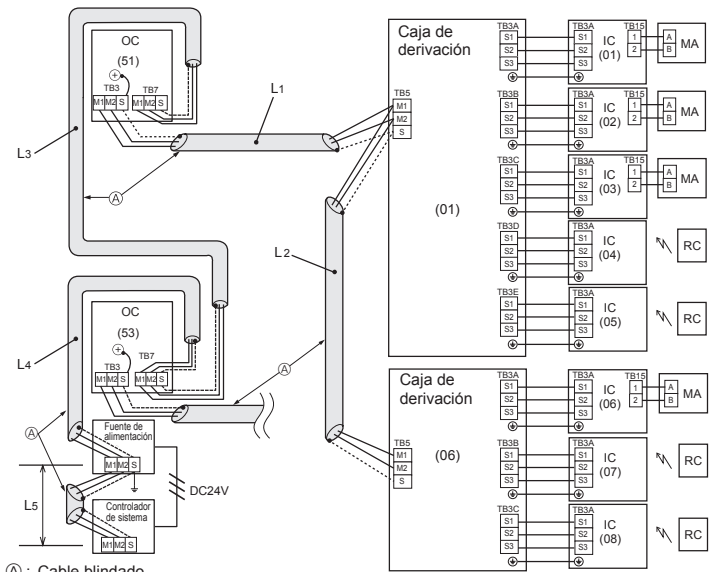 OC
(51)
TB3 TB7
M1 M2 S M1 M2 S
L1
L3
Ⓐ
L2
L4
OC
(53)
TB3 TB7
M1 M2 S M1 M2 S
Ⓐ
Ⓐ
Fuente de
alimentación
M1 M2 S
DC24V
L5
Controlador
de sistema
M1 M2 S
Ⓐ : Cable blindado
Caja de
derivación
TB5
M1
M2
S
(01)
TB3A TB3A TB15
S1 S1 IC 1 A MA
S2 S2 (01) 2 B
S3 S3
TB3B TB3A TB15
S1 S1 IC 1 A MA
S2 S2 (02) 2 B
S3 S3
TB3C TB3A TB15
S1 S1 IC 1 A MA
S2 S2 (03) 2 B
S3 S3
TB3D TB3A
S1 S1 IC RC
S2 S2 (04)
S3 S3
TB3E TB3A
S1 S1 IC RC
S2 S2 (05)
S3 S3
Caja de
derivación
TB5
M1
M2
S
(06)
TB3A TB3A TB15
S1 S1 IC 1 A MA
S2 S2 (06) 2 B
S3 S3
TB3B TB3A
S1 S1 IC RC
S2 S2 (07)
S3 S3
TB3C TB3A
S1 S1 IC RC
S2 S2 (08)
S3 S3